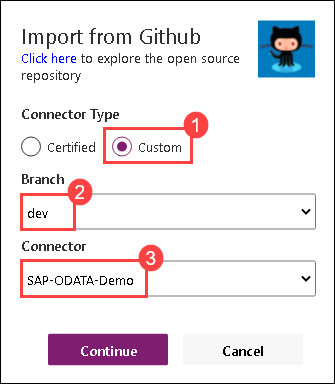 Import from Github
Click here to explore the open source
repository
Connector Type
1
Certified
Custom
Branch
2
dev
Connector
3
SAP-ODATA-Demo
Continue
Cancel